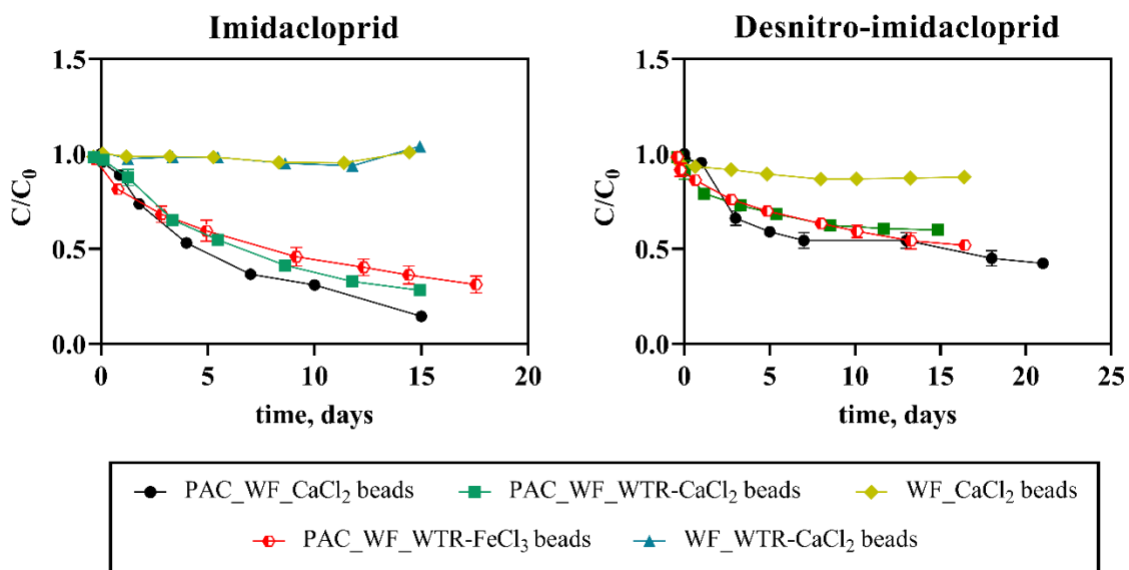 Imidacloprid
1.5
1.0
0.5
0.0
C/C₀
0 5 10 15 20
time, days
Desnitro-imidacloprid
1.5
1.0
0.5
0.0
C/C₀
0 5 10 15 20 25
time, days
PAC_WF_CaCl₂ beads PAC_WF_WTR-CaCl₂ beads WF_CaCl₂ beads
PAC_WF_WTR-FeCl₃ beads WF_WTR-CaCl₂ beads